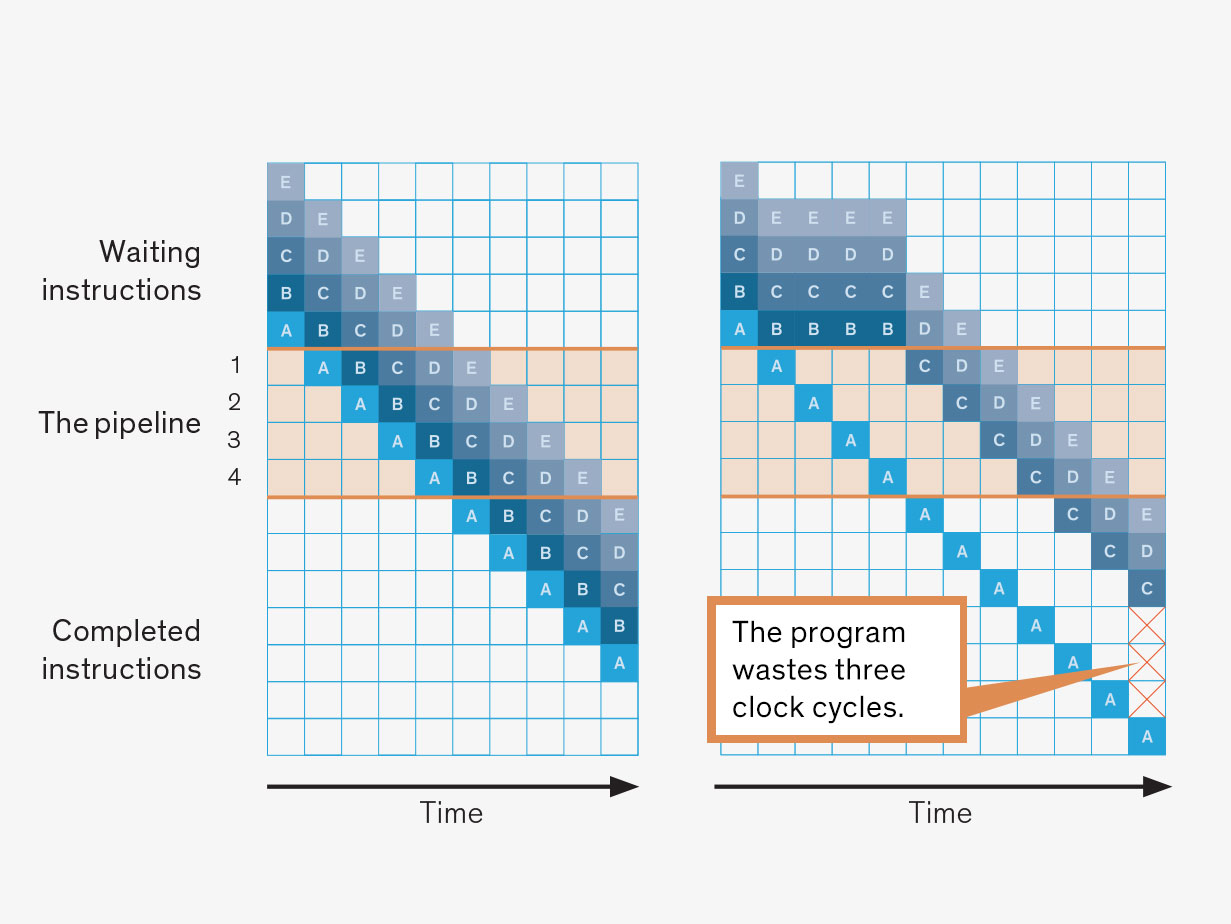 Waiting
instructions
The pipeline
Completed
instructions
E
D E
C D E
B C D E
A B C D E
1 A B C D E
2 A B C D E
3 A B C D E
4 A B C D E
A B C D E
A B C D
A B C
A B
A
Time
E
D E E E E
C D D D D
B C C C C E
A B B B B D E
A C D E
A C D E
A C D E
A C D E
A C D E
A C D
A C
A
A
A
A
The program
wastes three
clock cycles.
Time